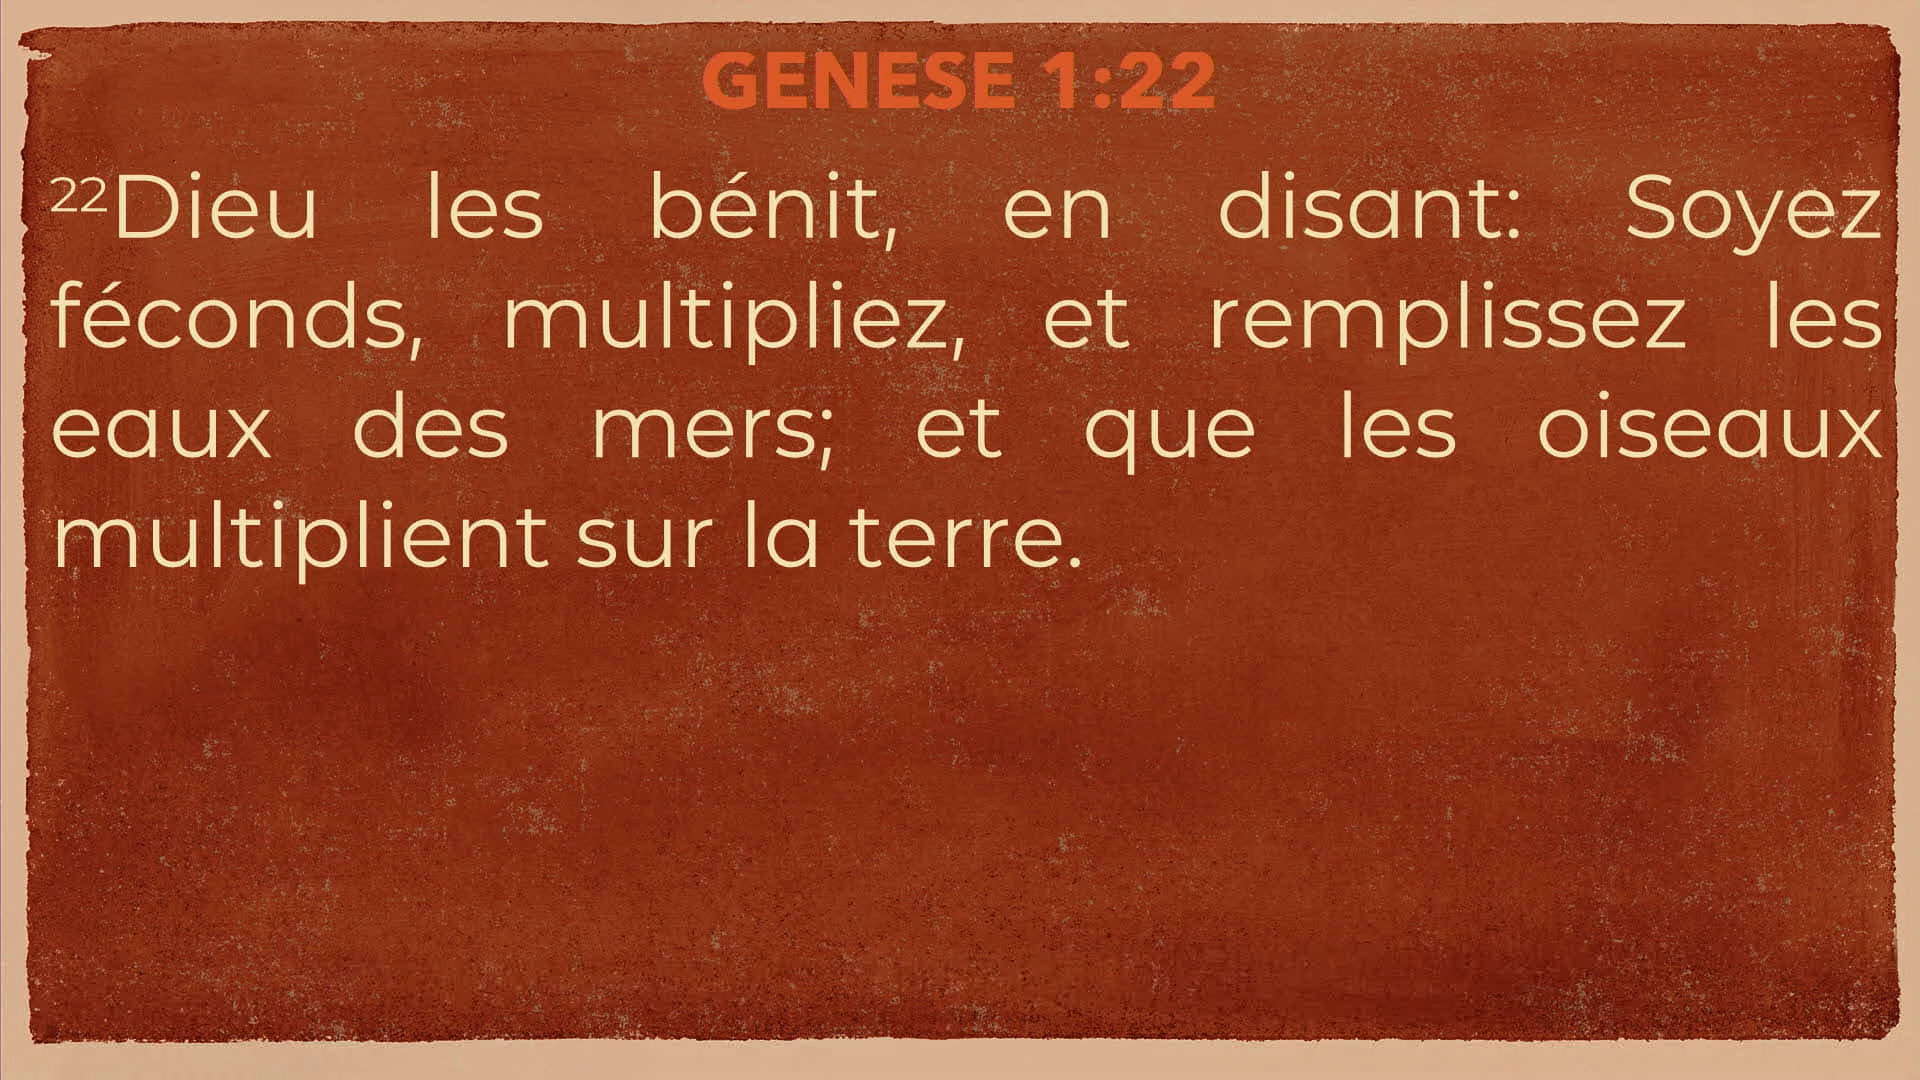 GENESE 1:22
22Dieu les bénit, en disant: Soyez
féconds, multipliez, et remplissez les
eaux des mers; et que les oiseaux
multiplient sur la terre.